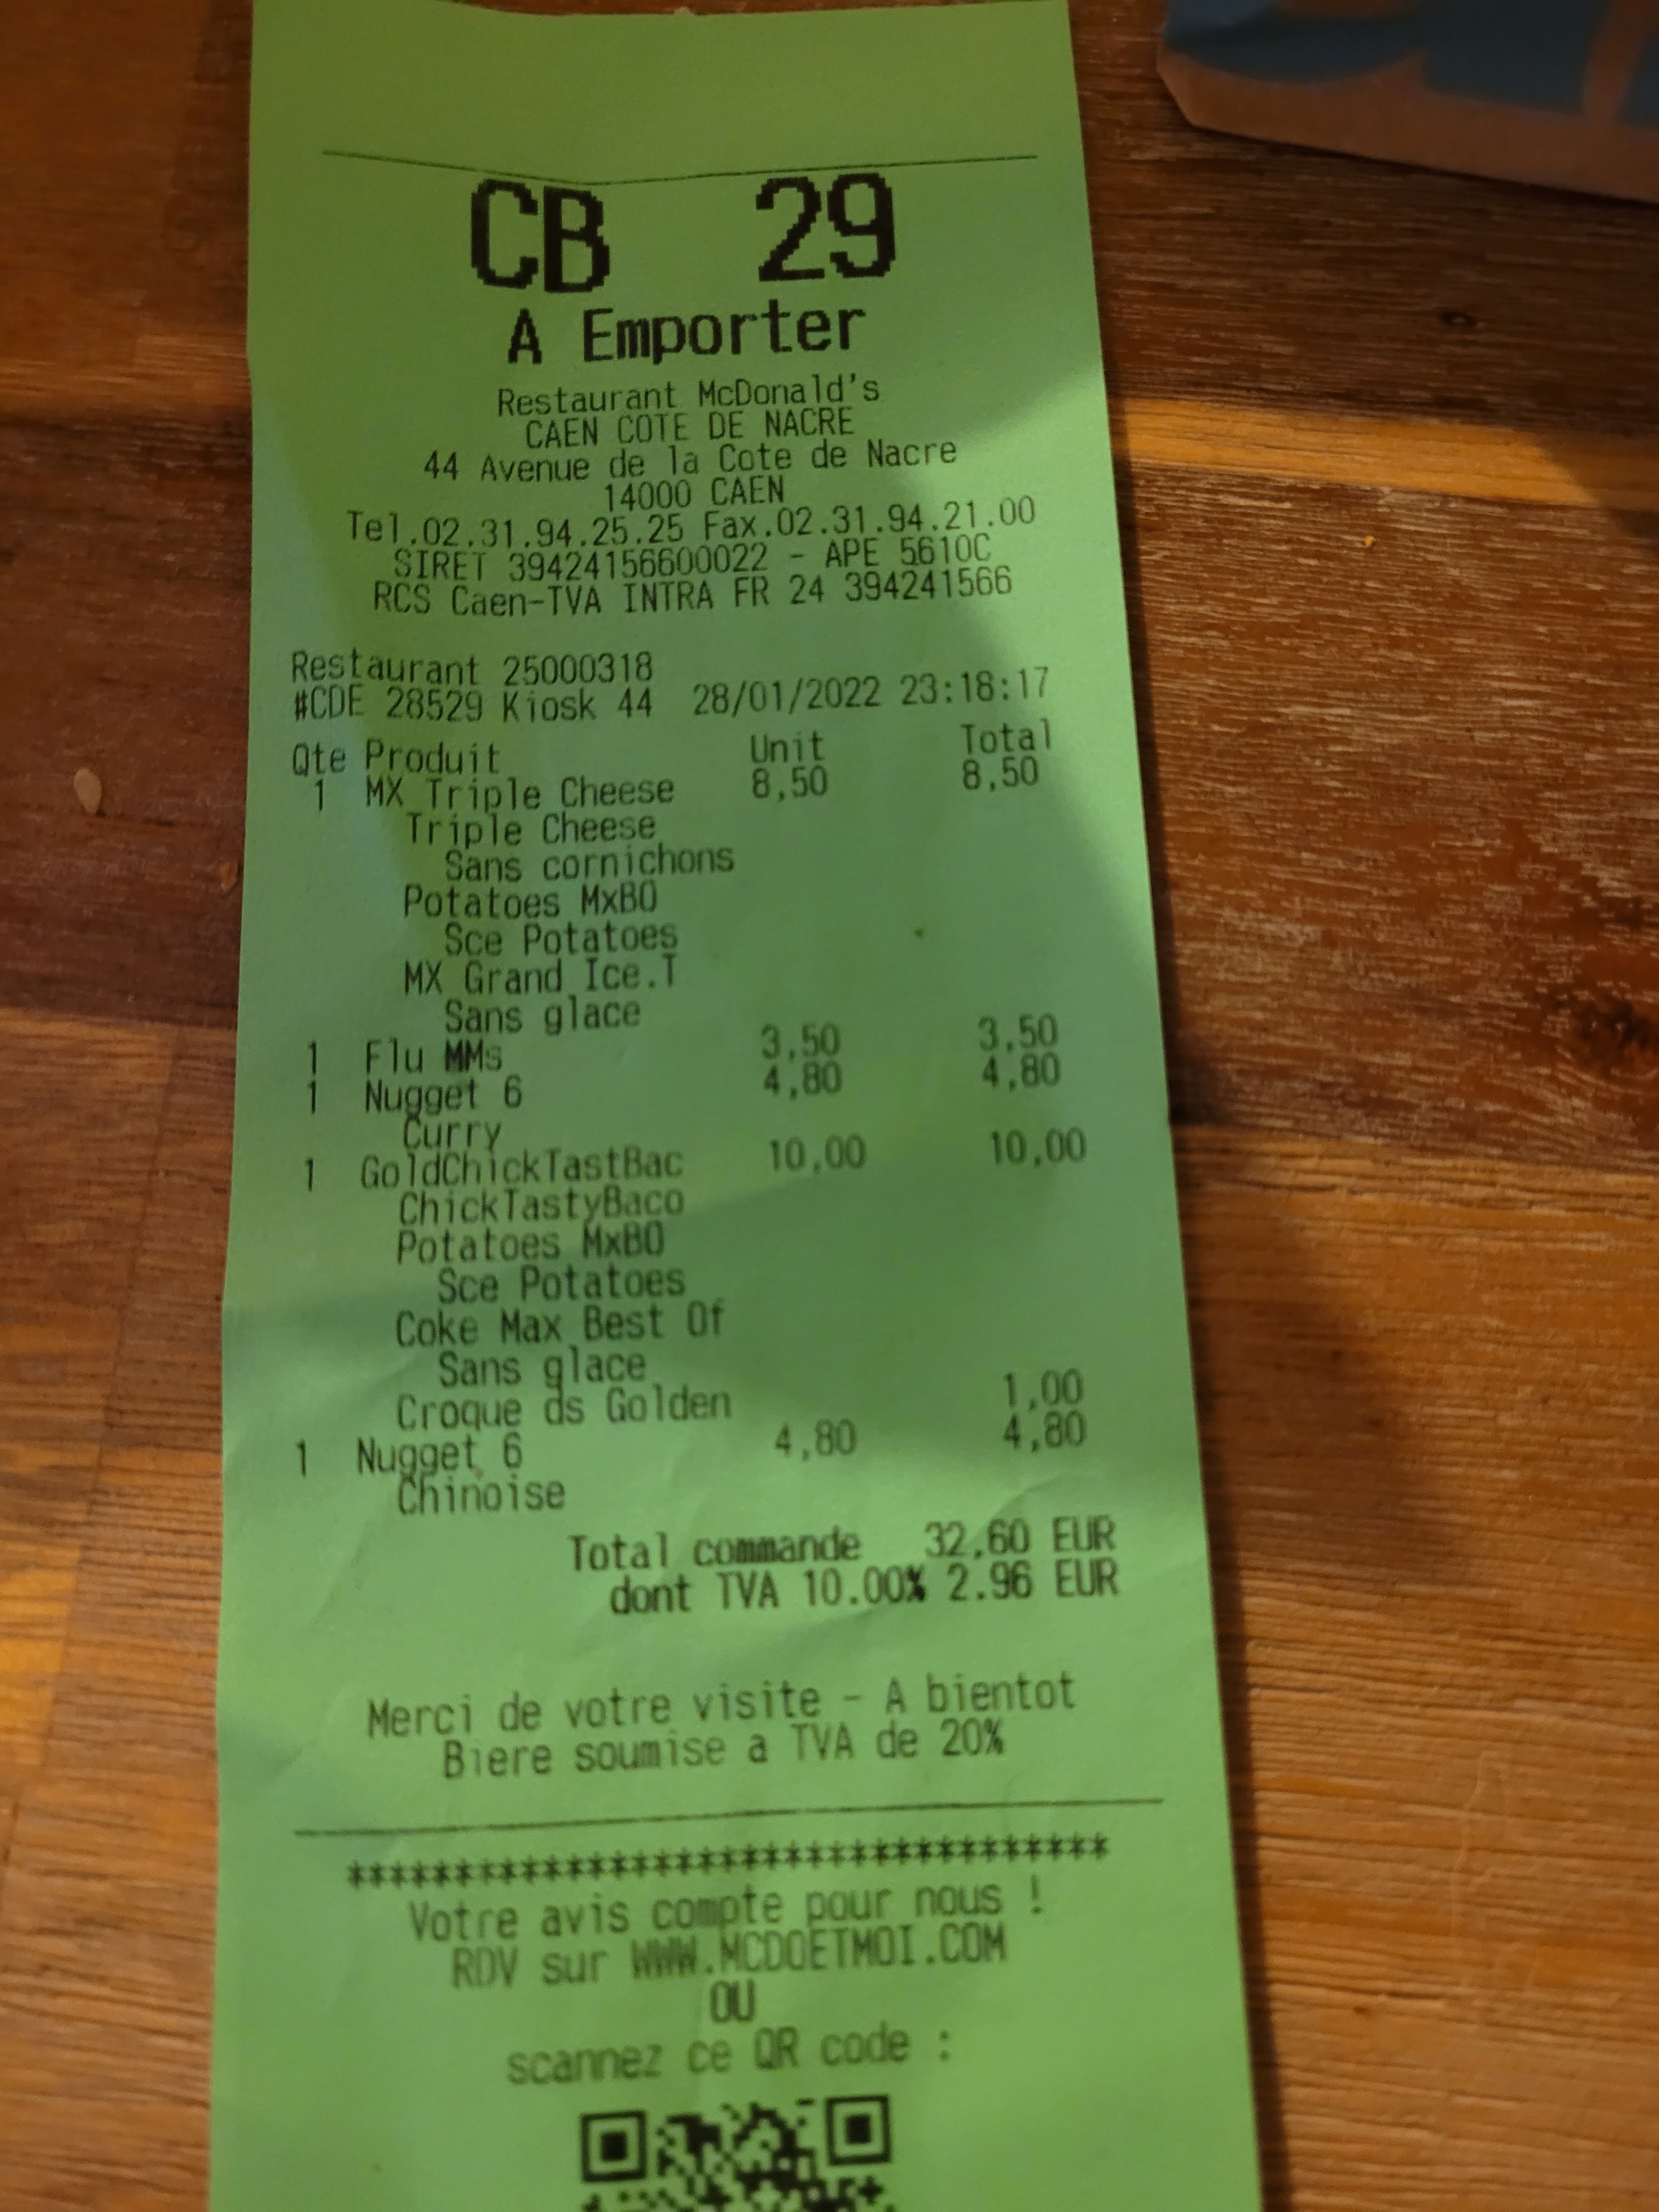 CB 29
A Emporter
Restaurant McDonald's
CAEN COTE DE NACRE
44 Avenue de la Cote de Nacre
14000 CAEN
Tel.02.31.94.25.25 Fax.02.31.94.21.00
SIRET 39424156600022 - APE 5610C
RCS Caen-TVA INTRA FR 24 394241566
Restaurant 25000318
#CDE 28529 Kiosk 44 28/01/2022 23:18:17
Qte Produit Unit Total
1 MX Triple Cheese 8,50 8,50
Triple Cheese
Sans cornichons
Potatoes MxBO
Sce Potatoes
MX Grand Ice.T
Sans glace
1 Flu MMs 3,50 3,50
1 Nugget 6 4,80 4,80
Curry
1 GoldChickTastBac 10,00 10,00
ChickTastyBaco
Potatoes MxBO
Sce Potatoes
Coke Max Best Of
Sans glace
Croque ds Golden 1,00
1 Nugget 6 4,80 4,80
Chinoise
Total commande 32.60 EUR
dont TVA 10.00% 2.96 EUR
Merci de votre visite - A bientot
Biere soumise a TVA de 20%
***********************************
Votre avis compte pour nous !
RDV sur WWW.MCDOETMOI.COM
OU
scannez ce QR code :